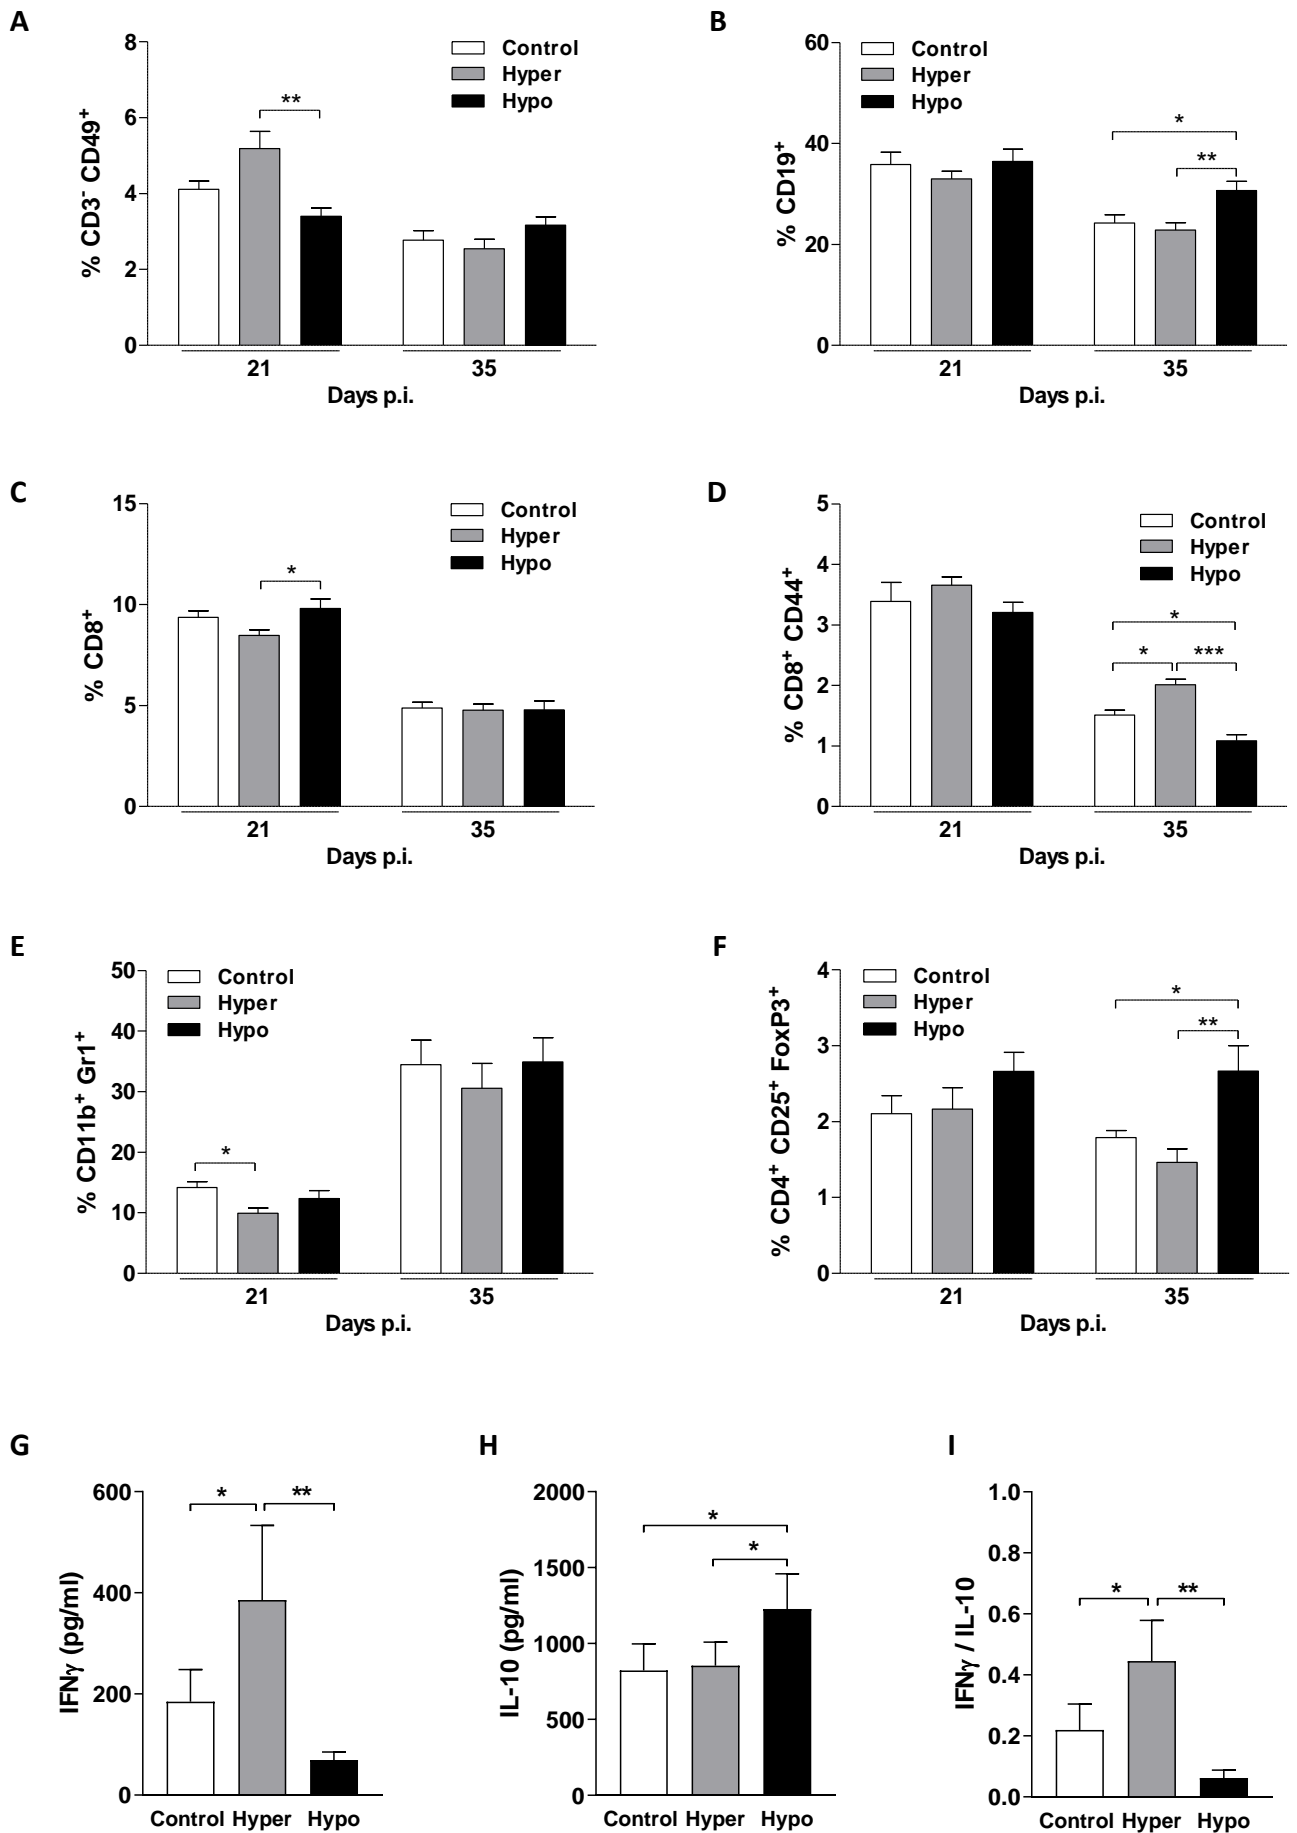 A
% CD3⁻ CD49⁺
8
6
4
2
0
**
Control
Hyper
Hypo
21
35
Days p.i.
B
% CD19⁺
60
40
20
0
Control
Hyper
Hypo
*
**
21
35
Days p.i.
C
% CD8⁺
15
10
5
0
*
Control
Hyper
Hypo
21
35
Days p.i.
D
% CD8⁺ CD44⁺
5
4
3
2
1
0
Control
Hyper
Hypo
*
* ***
21
35
Days p.i.
E
% CD11b⁺ Gr1⁺
50
40
30
20
10
0
Control
Hyper
Hypo
*
21
35
Days p.i.
F
% CD4⁺ CD25⁺ FoxP3⁺
4
3
2
1
0
Control
Hyper
Hypo
*
**
21
35
Days p.i.
G
IFNγ (pg/ml)
600
400
200
0
* **
Control Hyper Hypo
H
IL-10 (pg/ml)
2000
1500
1000
500
0
*
*
Control Hyper Hypo
I
IFNγ / IL-10
1.0
0.8
0.6
0.4
0.2
0.0
* **
Control Hyper Hypo